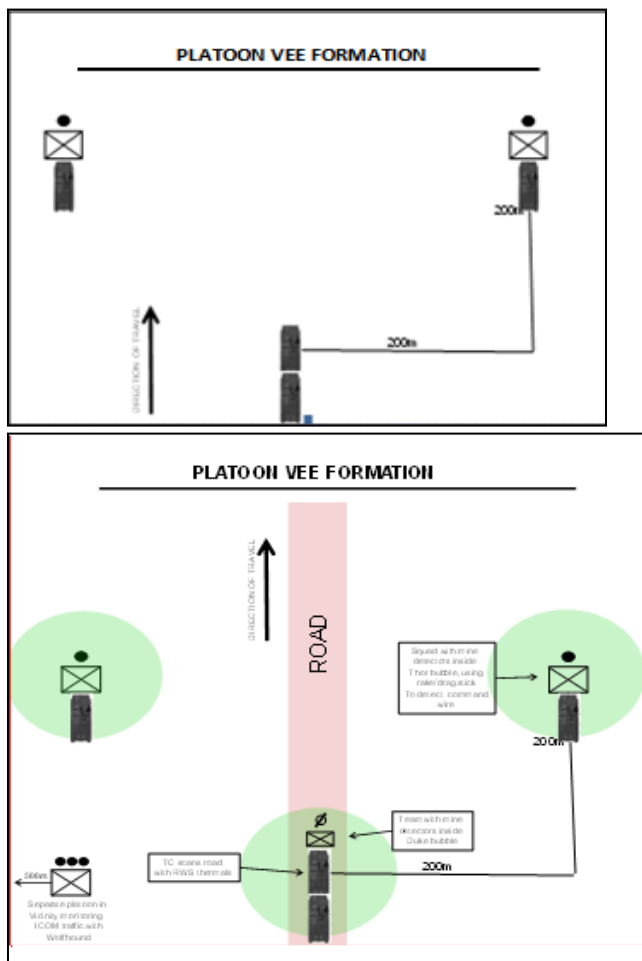 PLATOON VEE FORMATION
200m
DIRECTION OF TRAVEL
200m
PLATOON VEE FORMATION
DIRECTION OF TRAVEL
ROAD
Squad with mine
detectors inside
Thor bubble, using
rake/drag stick
To detect command
wire
200m
Team with mine
detectors inside
Duke bubble
TC scans road
with RWS thermals
200m
500m
Separate platoon in
Vicinity monitoring
ICOM traffic with
Wolfhound